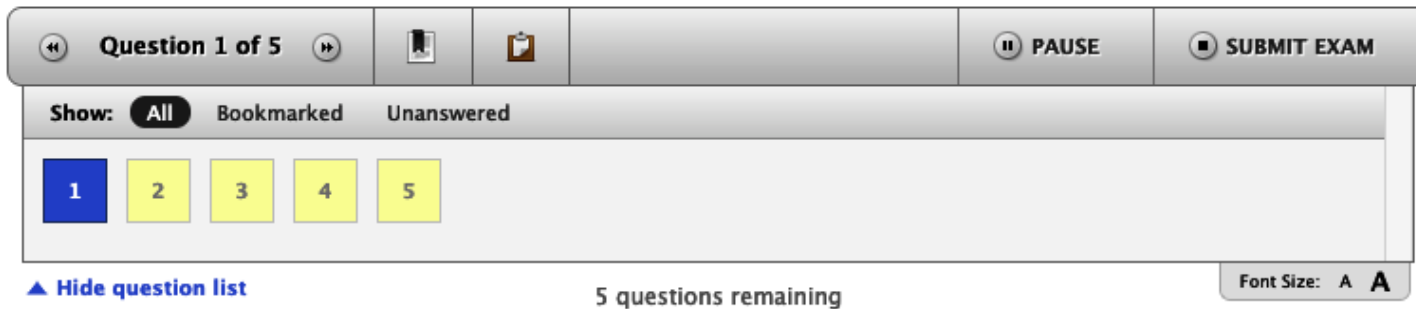 Question 1 of 5 PAUSE SUBMIT EXAM
Show: All Bookmarked Unanswered
1 2 3 4 5
Hide question list 5 questions remaining Font Size: A A